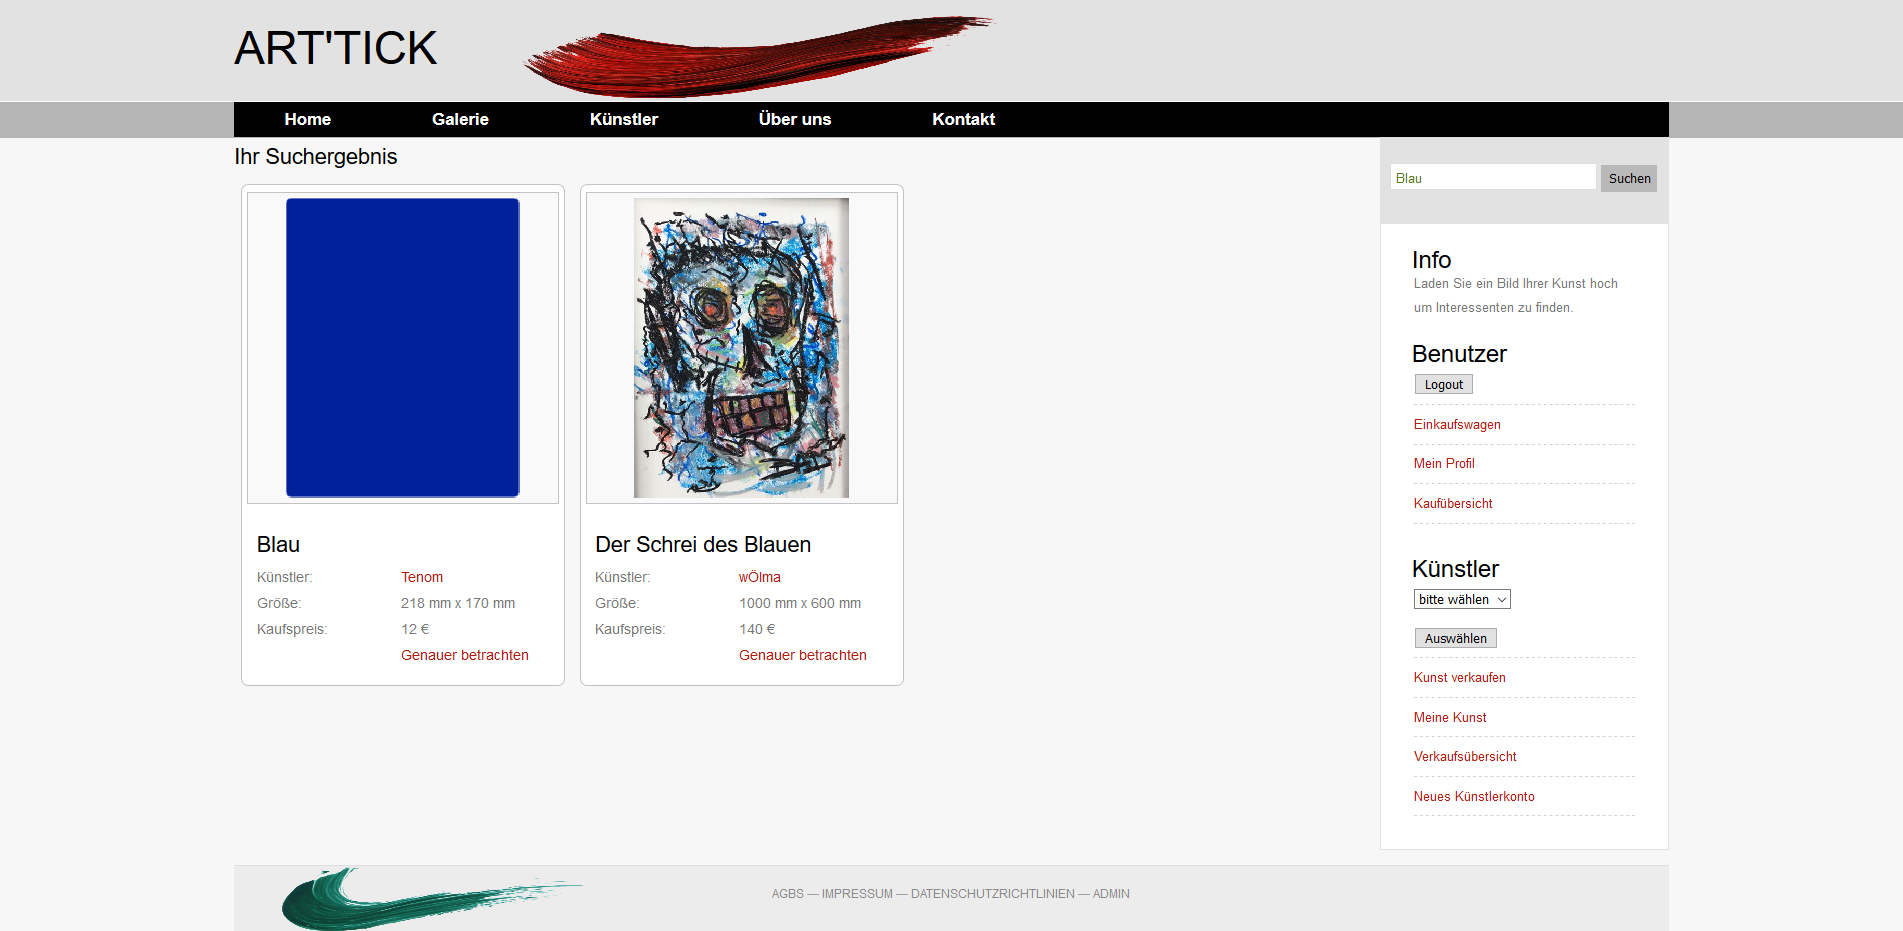 ART'TICK
Home Galerie Künstler Über uns Kontakt
Ihr Suchergebnis
Blau
Künstler: Tenom
Größe: 218 mm x 170 mm
Kaufspreis: 12 €
Genauer betrachten
Der Schrei des Blauen
Künstler: wÖlma
Größe: 1000 mm x 600 mm
Kaufspreis: 140 €
Genauer betrachten
Blau Suchen
Info
Laden Sie ein Bild Ihrer Kunst hoch
um Interessenten zu finden.
Benutzer
Logout
Einkaufswagen
Mein Profil
Kaufübersicht
Künstler
bitte wählen
Auswählen
Kunst verkaufen
Meine Kunst
Verkaufsübersicht
Neues Künstlerkonto
AGBS — IMPRESSUM — DATENSCHUTZRICHTLINIEN — ADMIN